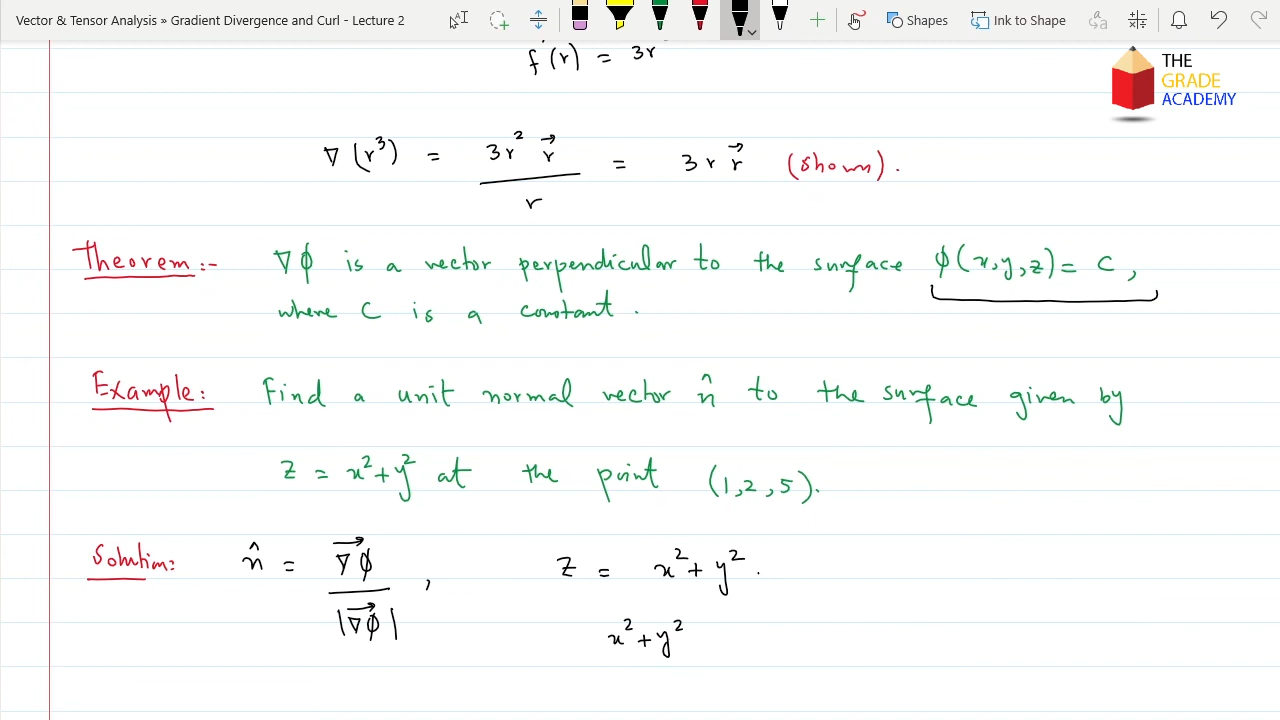 Vector & Tensor Analysis » Gradient Divergence and Curl - Lecture 2
Shapes
Ink to Shape
THE
GRADE
ACADEMY
f'(r) = 3r
∇(r³) = 3r² r⃗ / r = 3r r⃗ (shown).
Theorem:- ∇ϕ is a vector perpendicular to the surface ϕ(x,y,z) = C,
where C is a constant.
Example: Find a unit normal vector n̂ to the surface given by
Z = x²+y² at the point (1,2,5).
Solution: n̂ = ∇⃗ϕ / |∇⃗ϕ| , Z = x²+y².
x²+y²